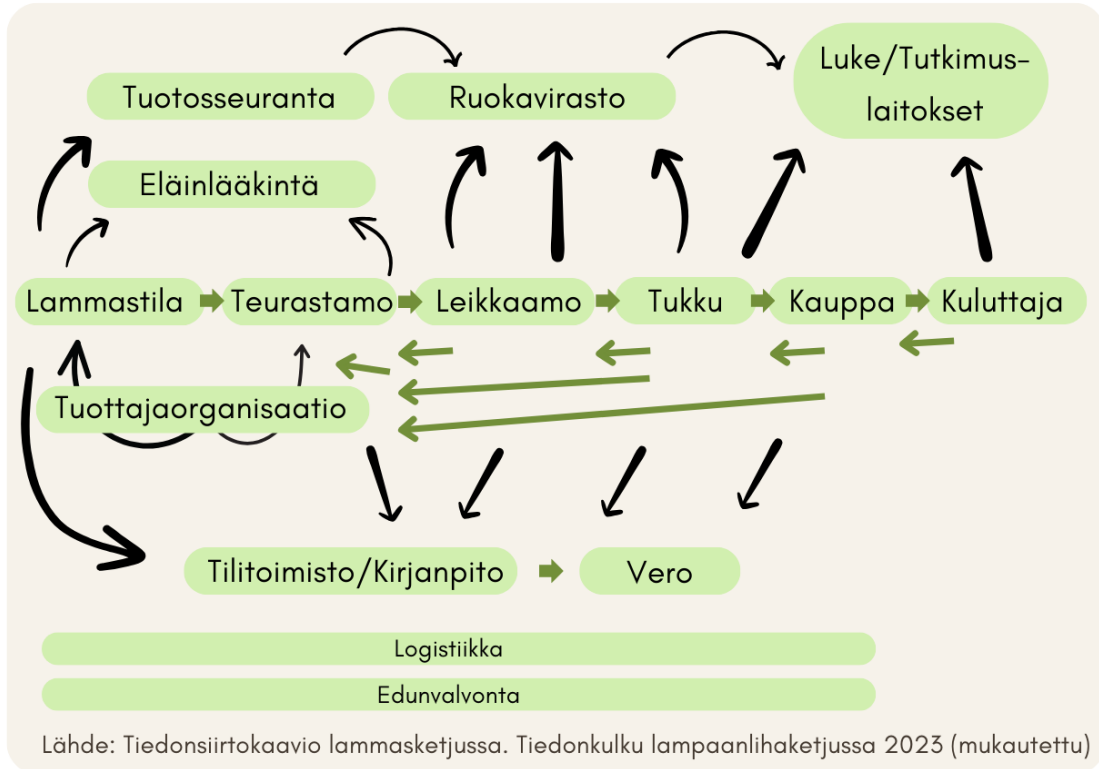 Luke/Tutkimus-
laitokset
Tuotosseuranta
Ruokavirasto
Eläinlääkintä
Lammastila
Teurastamo
Leikkaamo
Tukku
Kauppa
Kuluttaja
Tuottajaorganisaatio
Tilitoimisto/Kirjanpito
Vero
Logistiikka
Edunvalvonta
Lähde: Tiedonsiirtokaavio lammasketjussa. Tiedonkulku lampaanlihaketjussa 2023 (mukautettu)